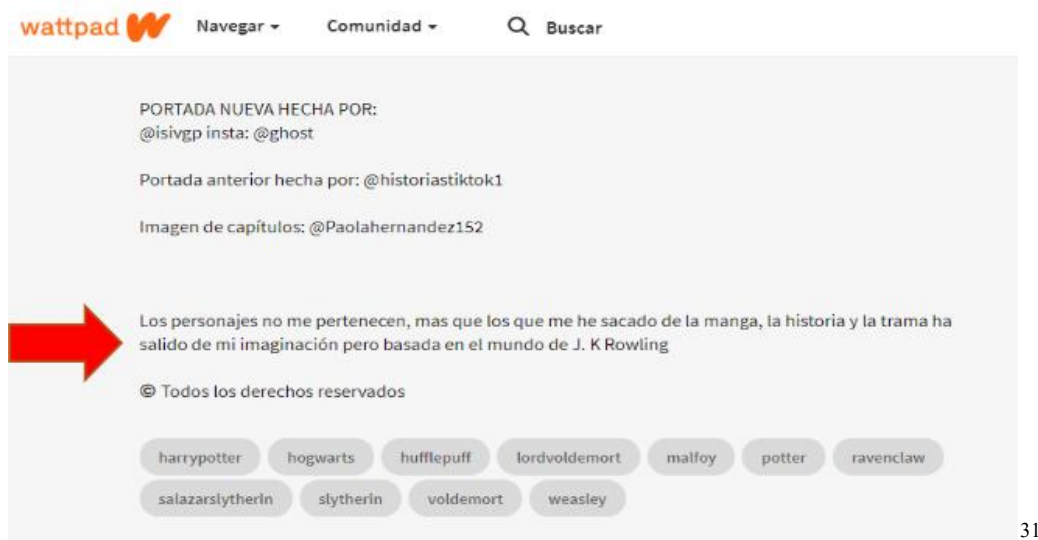 wattpad Navegar Comunidad Buscar
PORTADA NUEVA HECHA POR:
@isivgp insta: @ghost
Portada anterior hecha por: @historiastiktok1
Imagen de capítulos: @Paolahernandez152
Los personajes no me pertenecen, mas que los que me he sacado de la manga, la historia y la trama ha
salido de mi imaginación pero basada en el mundo de J. K Rowling
© Todos los derechos reservados
harrypotter hogwarts hufflepuff lordvoldemort malfoy potter ravenclaw
salazarslytherin slytherin voldemort weasley
31